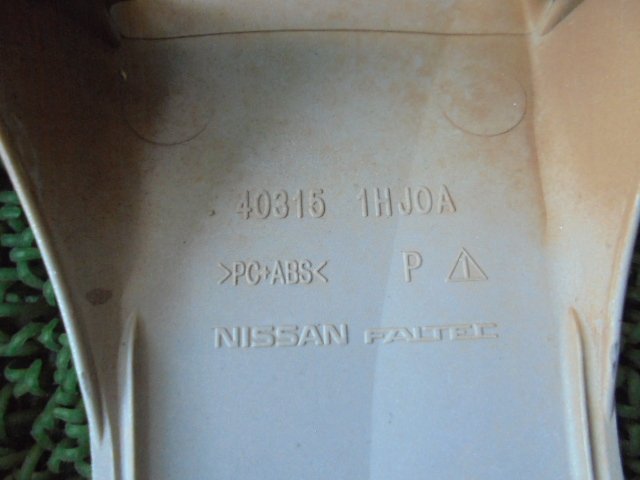 40315 1HJ0A
>PC+ABS< P
NISSAN FALTEC